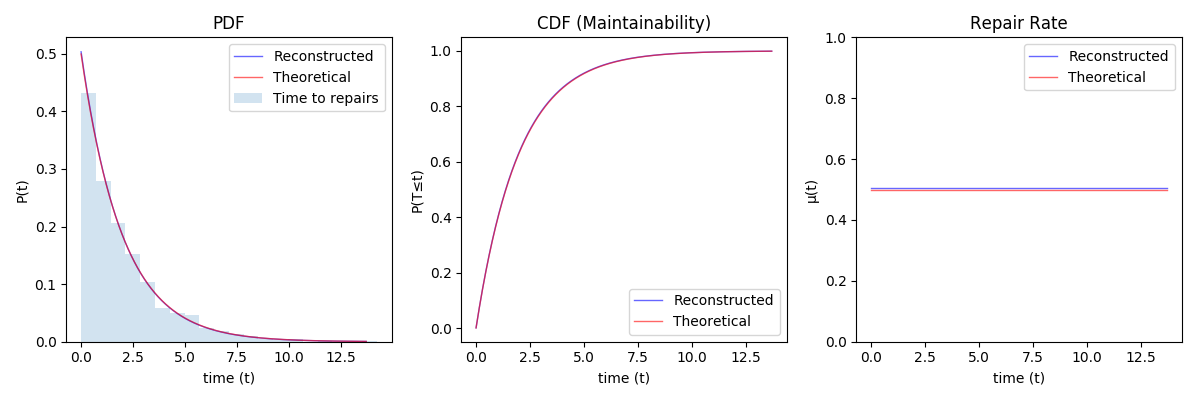 PDF
P(t)
0.5
0.4
0.3
0.2
0.1
0.0
0.0 2.5 5.0 7.5 10.0 12.5
time (t)
Reconstructed
Theoretical
Time to repairs
CDF (Maintainability)
P(T≤t)
1.0
0.8
0.6
0.4
0.2
0.0
0.0 2.5 5.0 7.5 10.0 12.5
time (t)
Reconstructed
Theoretical
Repair Rate
μ(t)
1.0
0.8
0.6
0.4
0.2
0.0
0.0 2.5 5.0 7.5 10.0 12.5
time (t)
Reconstructed
Theoretical